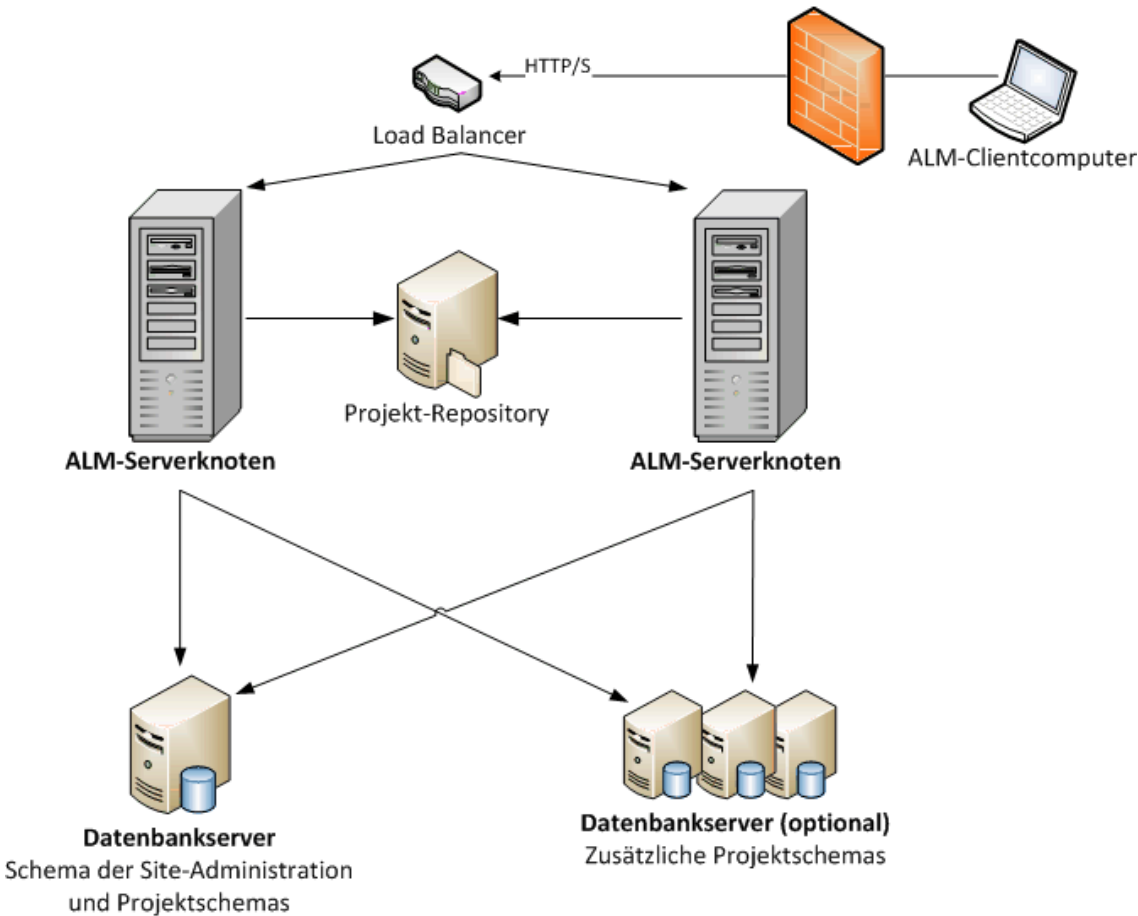 HTTP/S
Load Balancer
ALM-Clientcomputer
Projekt-Repository
ALM-Serverknoten
ALM-Serverknoten
Datenbankserver
Schema der Site-Administration
und Projektschemas
Datenbankserver (optional)
Zusätzliche Projektschemas